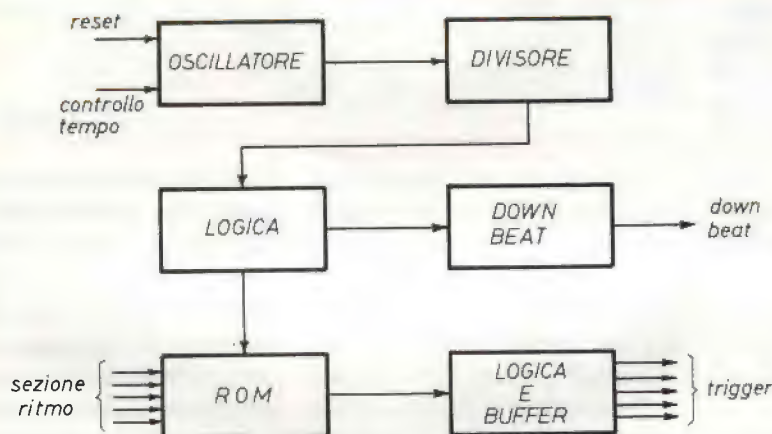 reset
OSCILLATORE
DIVISORE
controllo
tempo
LOGICA
DOWN
BEAT
down
beat
sezione
ritmo
ROM
LOGICA
E
BUFFER
trigger